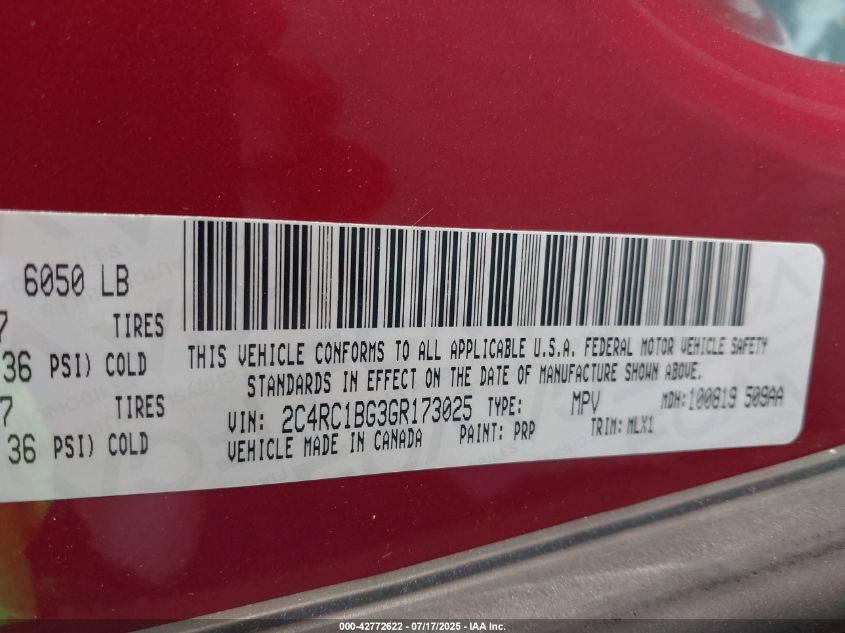 6050 LB
7 TIRES
36 PSI) COLD
7 TIRES
36 PSI) COLD
THIS VEHICLE CONFORMS TO ALL APPLICABLE U.S.A. FEDERAL MOTOR VEHICLE SAFETY
STANDARDS IN EFFECT ON THE DATE OF MANUFACTURE SHOWN ABOVE.
VIN: 2C4RC1BG3GR173025 TYPE: MPV MDH: 100819 509AA
VEHICLE MADE IN CANADA PAINT: PRP TRIM: MLX1
000-42772622 - 07/17/2025 - IAA Inc.